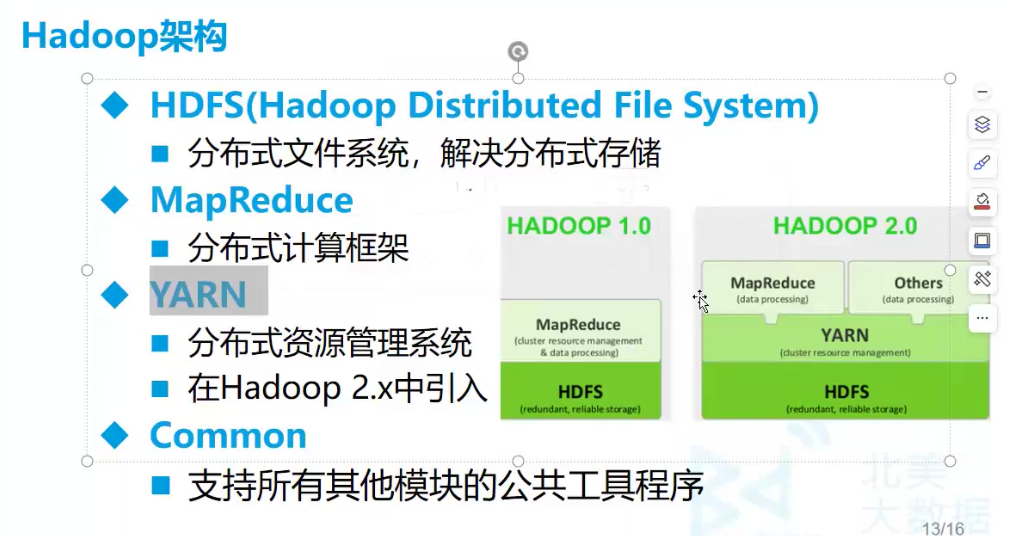 Hadoop架构
HDFS(Hadoop Distributed File System)
分布式文件系统，解决分布式存储
MapReduce
分布式计算框架
YARN
分布式资源管理系统
在Hadoop 2.x中引入
Common
支持所有其他模块的公共工具程序
HADOOP 1.0
MapReduce
(cluster resource management
& data processing)
HDFS
(redundant, reliable storage)
HADOOP 2.0
MapReduce
(data processing)
Others
(data processing)
YARN
(cluster resource management)
HDFS
(redundant, reliable storage)
北美
大数据
13/16